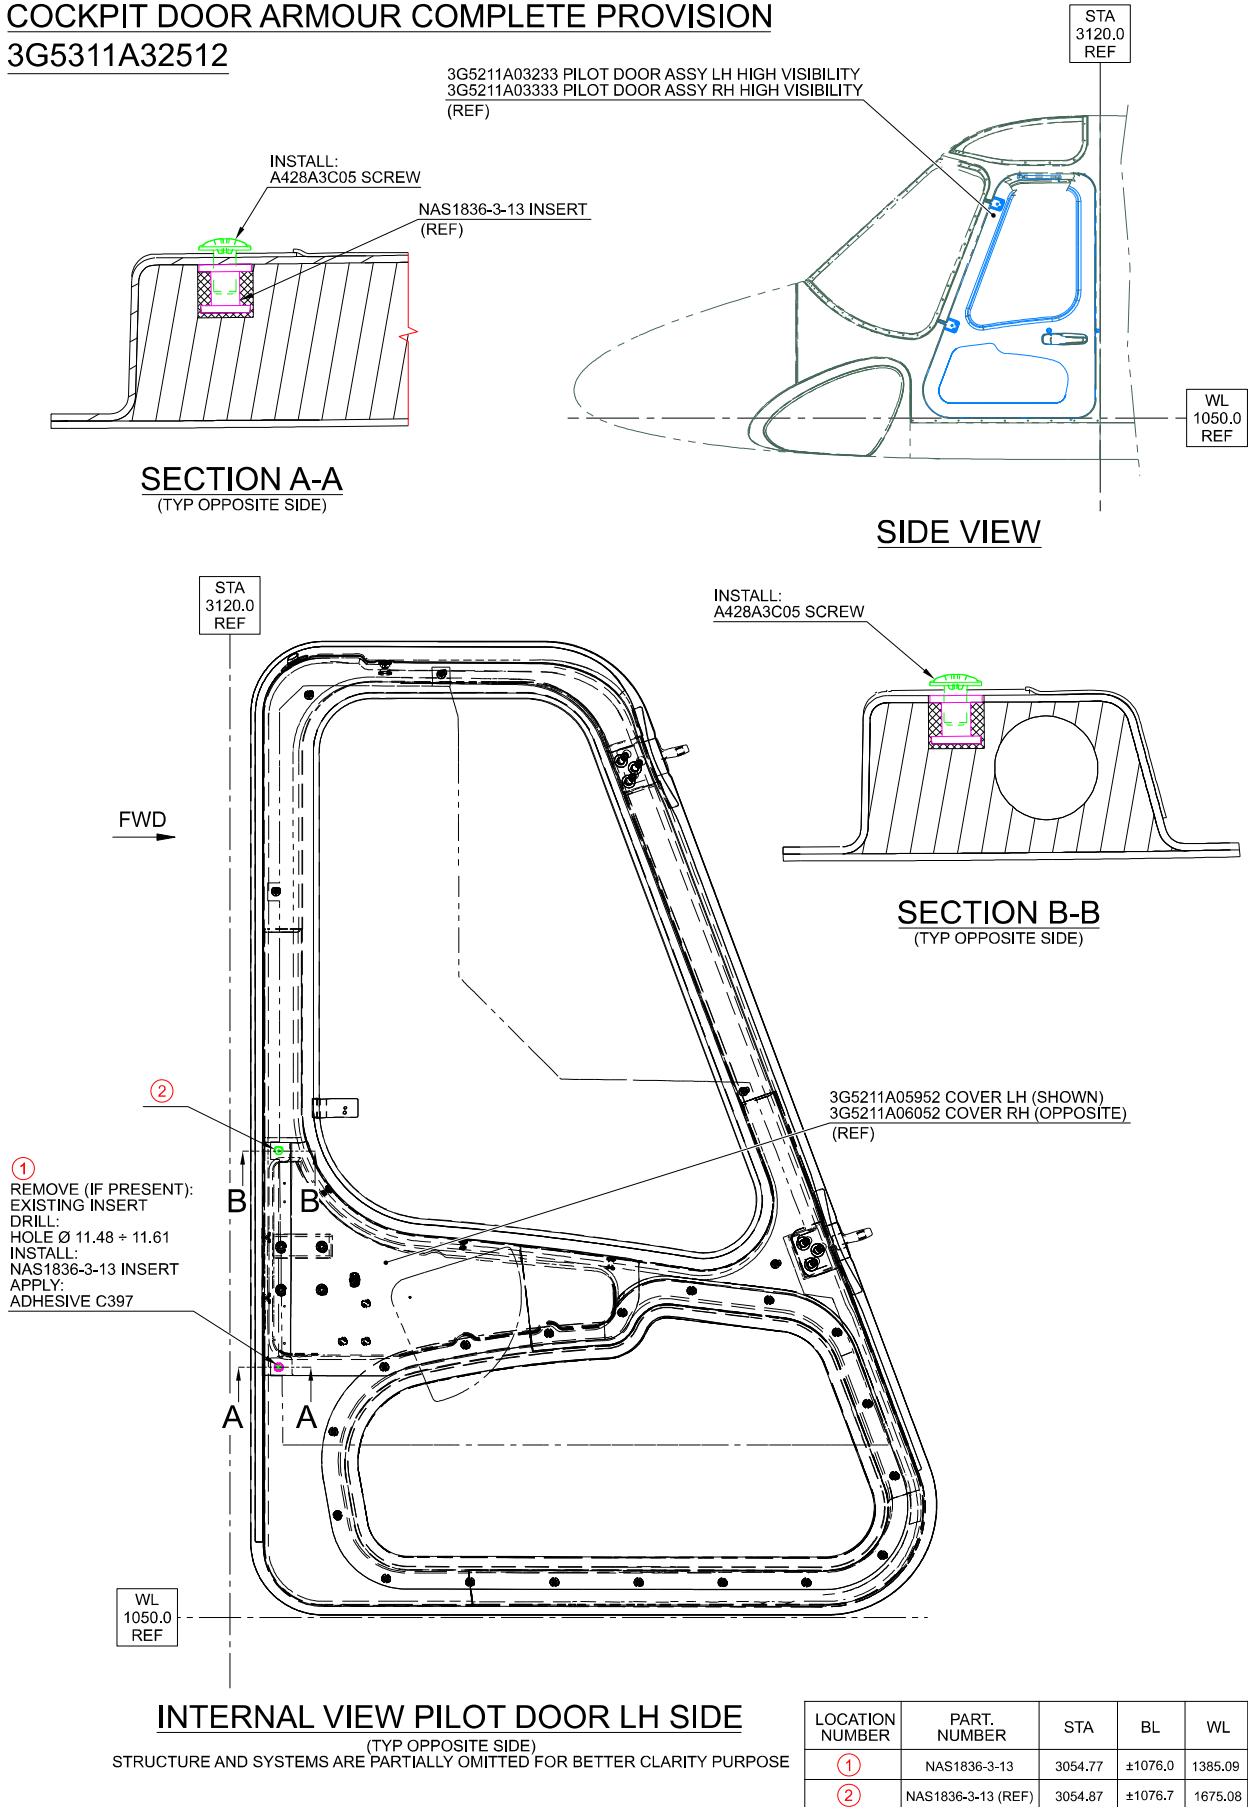 COCKPIT DOOR ARMOUR COMPLETE PROVISION
3G5311A32512
STA
3120.0
REF
3G5211A03233 PILOT DOOR ASSY LH HIGH VISIBILITY
3G5211A03333 PILOT DOOR ASSY RH HIGH VISIBILITY
(REF)
INSTALL:
A428A3C05 SCREW
NAS1836-3-13 INSERT
(REF)
WL
1050.0
REF
SECTION A-A
(TYP OPPOSITE SIDE)
SIDE VIEW
STA
3120.0
REF
INSTALL:
A428A3C05 SCREW
FWD
SECTION B-B
(TYP OPPOSITE SIDE)
2
3G5211A05952 COVER LH (SHOWN)
3G5211A06052 COVER RH (OPPOSITE)
(REF)
1
REMOVE (IF PRESENT):
EXISTING INSERT
DRILL:
HOLE Ø 11.48 ÷ 11.61
INSTALL:
NAS1836-3-13 INSERT
APPLY:
ADHESIVE C397
B B
A A
WL
1050.0
REF
INTERNAL VIEW PILOT DOOR LH SIDE
(TYP OPPOSITE SIDE)
STRUCTURE AND SYSTEMS ARE PARTIALLY OMITTED FOR BETTER CLARITY PURPOSE
LOCATION NUMBER PART. NUMBER STA BL WL
1 NAS1836-3-13 3054.77 ±1076.0 1385.09
2 NAS1836-3-13 (REF) 3054.87 ±1076.7 1675.08